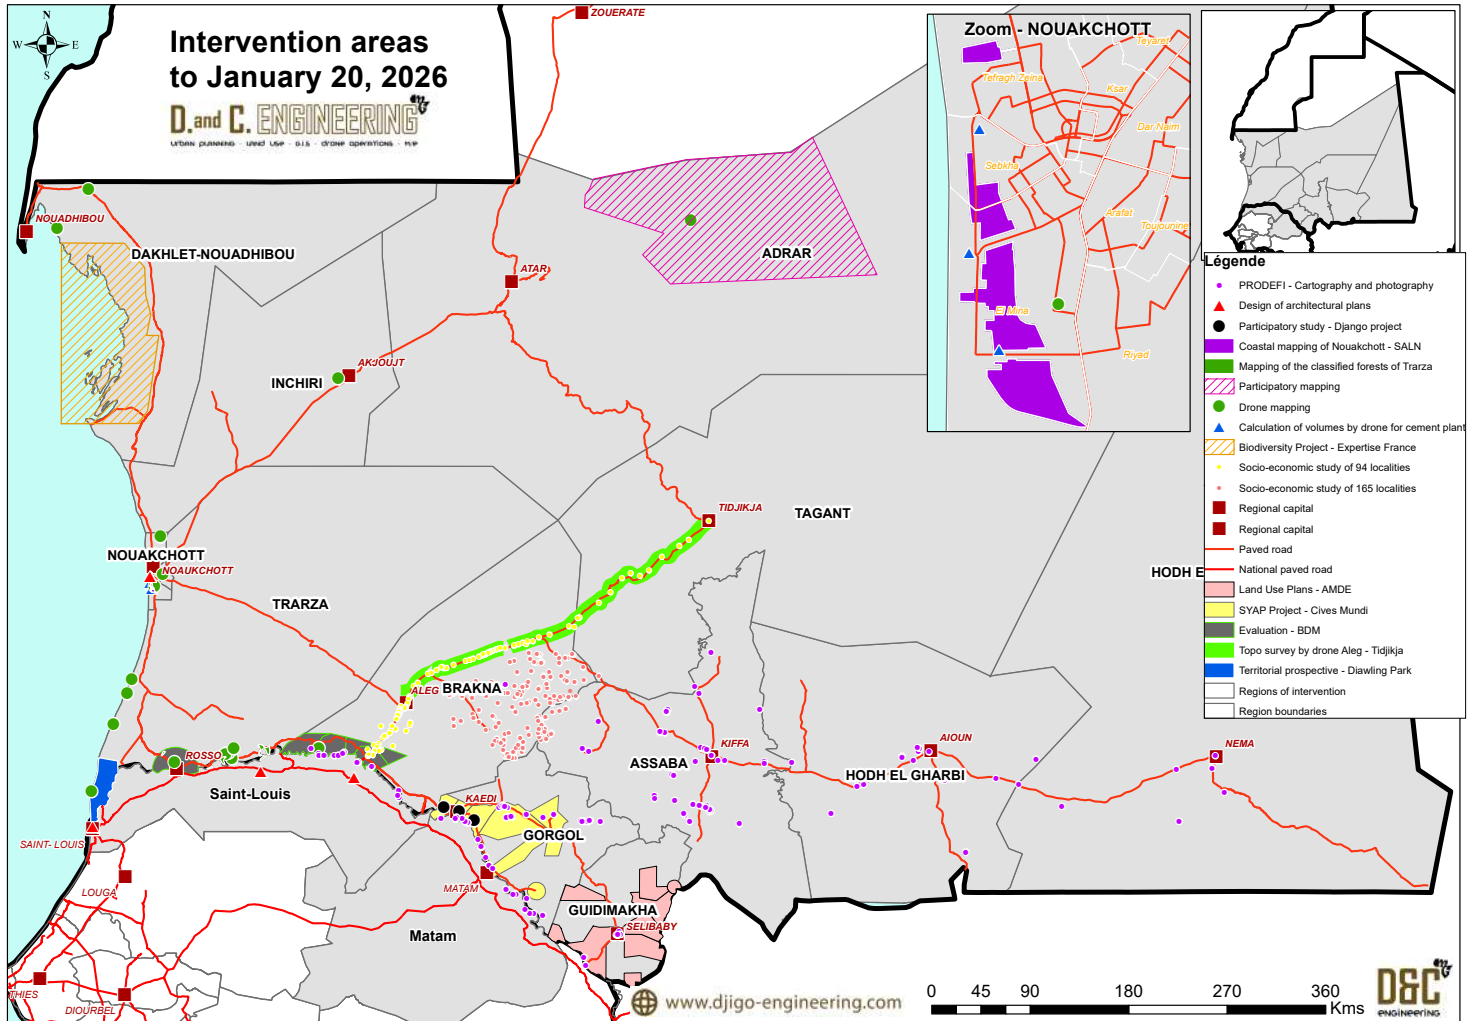 Intervention areas
to January 20, 2026
D.and C. ENGINEERING
urban planning - land use - G.I.S - drone operations - M/E
N
W
E
S
ZOUERATE
NOUADHIBOU
DAKHLET-NOUADHIBOU
ADRAR
ATAR
AKJOUJT
INCHIRI
TIDJIKJA
TAGANT
NOUAKCHOTT
NOAUKCHOTT
TRARZA
HODH E
ALEG
BRAKNA
ROSSO
Saint-Louis
KIFFA
ASSABA
AIOUN
NEMA
HODH EL GHARBI
KAEDI
GORGOL
SAINT- LOUIS
MATAM
LOUGA
GUIDIMAKHA
SELIBABY
Matam
THIES
DIOURBEL
Zoom - NOUAKCHOTT
Teyaret
Tefragh Zeina
Ksar
Dar Naim
Sebkha
Arafat
Toujounine
El Mina
Riyad
Légende
PRODEFI - Cartography and photography
Design of architectural plans
Participatory study - Django project
Coastal mapping of Nouakchott - SALN
Mapping of the classified forests of Trarza
Participatory mapping
Drone mapping
Calculation of volumes by drone for cement plant
Biodiversity Project - Expertise France
Socio-economic study of 94 localities
Socio-economic study of 165 localities
Regional capital
Regional capital
Paved road
National paved road
Land Use Plans - AMDE
SYAP Project - Cives Mundi
Evaluation - BDM
Topo survey by drone Aleg - Tidjikja
Territorial prospective - Diawling Park
Regions of intervention
Region boundaries
www.djigo-engineering.com
0 45 90 180 270 360
Kms
D&C
ENGINEERING